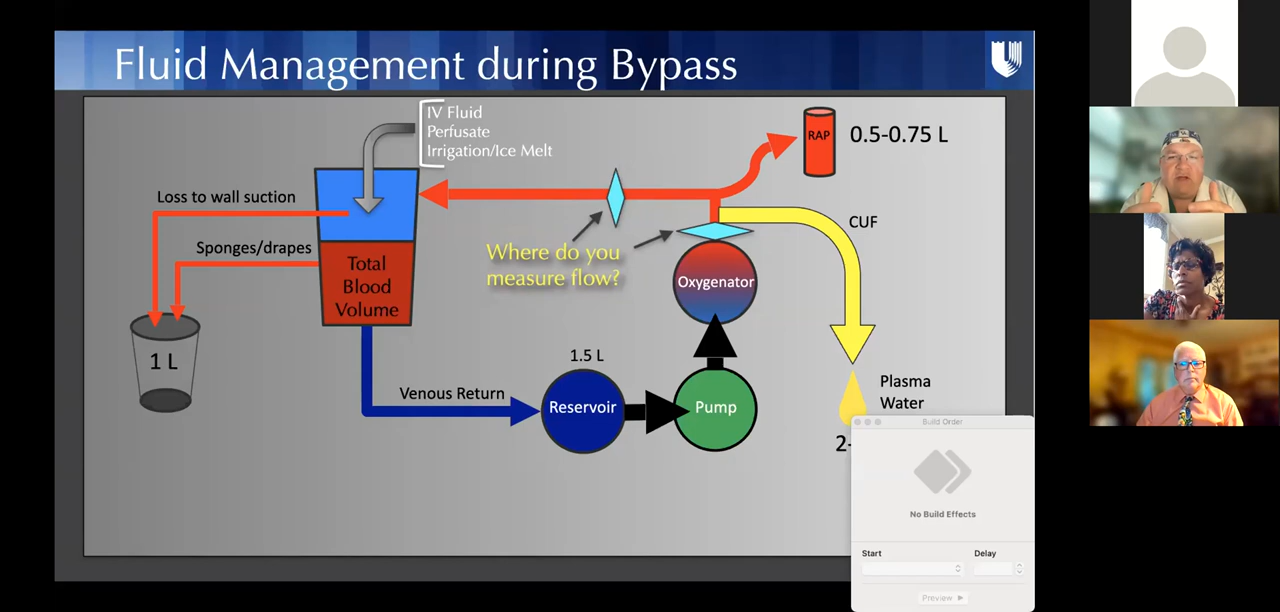 Fluid Management during Bypass
IV Fluid
Perfusate
Irrigation/Ice Melt
RAP
0.5-0.75 L
Loss to wall suction
CUF
Sponges/drapes
Where do you
measure flow?
Total
Blood
Volume
Oxygenator
1 L
1.5 L
Venous Return
Reservoir
Pump
Plasma
Water
2-
Build Order
No Build Effects
Start
Delay
Preview